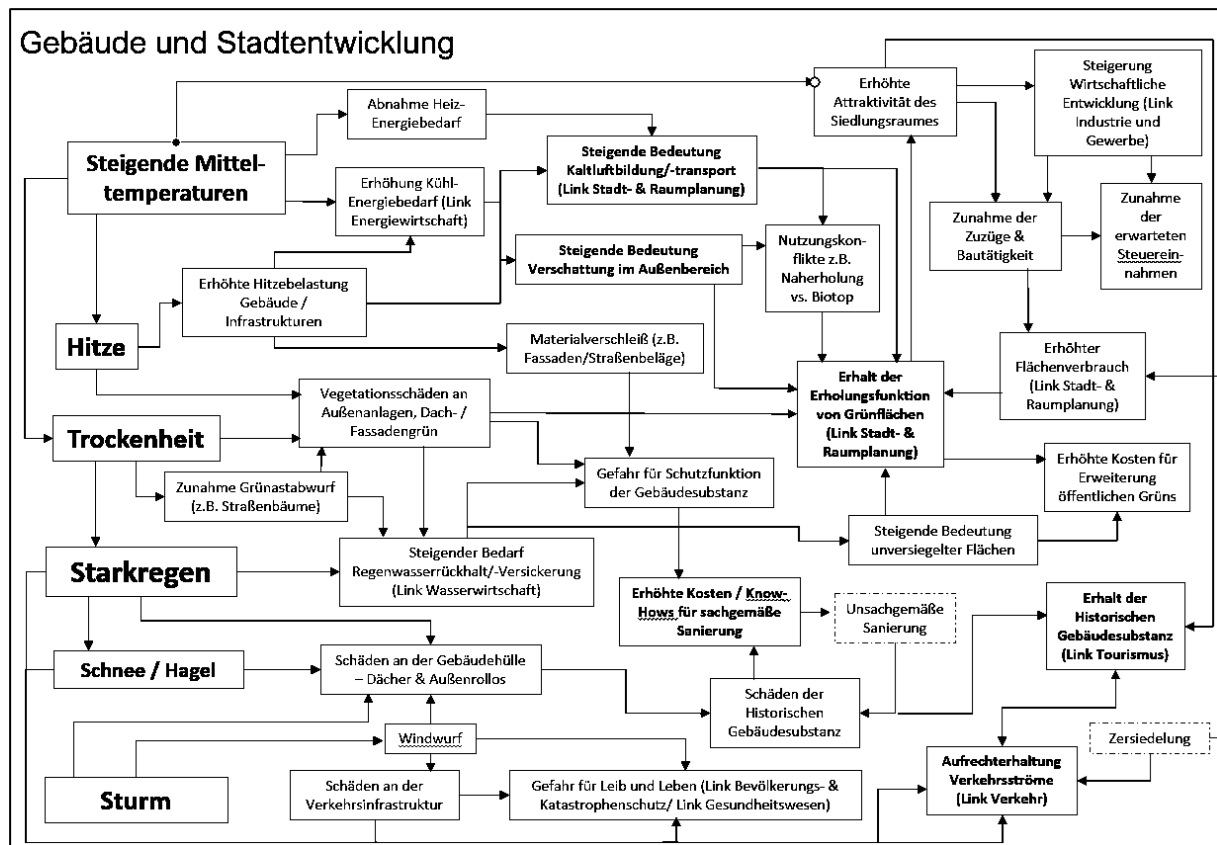 Gebäude und Stadtentwicklung
Erhöhte
Attraktivität des
Siedlungsraumes
Steigerung
Wirtschaftliche
Entwicklung (Link
Industrie und
Gewerbe)
Abnahme Heiz-
Energiebedarf
Steigende Mittel-
temperaturen
Steigende Bedeutung
Kaltluftbildung/-transport
(Link Stadt- & Raumplanung)
Erhöhung Kühl-
Energiebedarf (Link
Energiewirtschaft)
Zunahme der
Zuzüge &
Bautätigkeit
Zunahme
der
erwarteten
Steuerein-
nahmen
Steigende Bedeutung
Verschattung im Außenbereich
Nutzungskon-
flikte z.B.
Naherholung
vs. Biotop
Erhöhte Hitzebelastung
Gebäude /
Infrastrukturen
Hitze
Materialverschleiß (z.B.
Fassaden/Straßenbeläge)
Erhöhter
Flächenverbrauch
(Link Stadt- &
Raumplanung)
Erhalt der
Erholungsfunktion
von Grünflächen
(Link Stadt- &
Raumplanung)
Vegetationsschäden an
Außenanlagen, Dach- /
Fassadengrün
Trockenheit
Gefahr für Schutzfunktion
der Gebäudesubstanz
Erhöhte Kosten für
Erweiterung
öffentlichen Grüns
Zunahme Grünastabwurf
(z.B. Straßenbäume)
Steigende Bedeutung
unversiegelter Flächen
Starkregen
Steigender Bedarf
Regenwasserrückhalt/-Versickerung
(Link Wasserwirtschaft)
Erhöhte Kosten / Know-
Hows für sachgemäße
Sanierung
Unsachgemäße
Sanierung
Erhalt der
Historischen
Gebäudesubstanz
(Link Tourismus)
Schnee / Hagel
Schäden an der Gebäudehülle
– Dächer & Außenrollos
Schäden der
Historischen
Gebäudesubstanz
Windwurf
Zersiedelung
Sturm
Schäden an der
Verkehrsinfrastruktur
Gefahr für Leib und Leben (Link Bevölkerungs- &
Katastrophenschutz/ Link Gesundheitswesen)
Aufrechterhaltung
Verkehrsströme
(Link Verkehr)